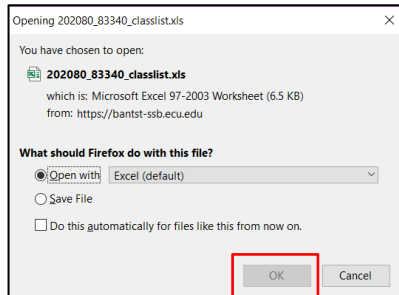 Opening 202080_83340_classlist.xls
You have chosen to open:
202080_83340_classlist.xls
which is: Microsoft Excel 97-2003 Worksheet (6.5 KB)
from: https://bantst-ssb.ecu.edu
What should Firefox do with this file?
Open with Excel (default)
Save File
Do this automatically for files like this from now on.
OK Cancel